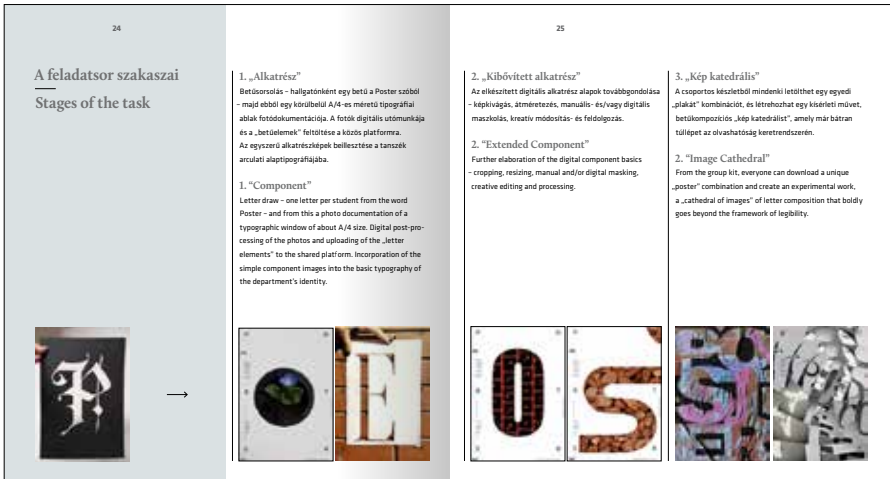 24
A feladatsor szakaszai
Stages of the task
1. „Alkatrész”
Betűsorsolás – hallgatónként egy betű a Poster szóból
– majd ebből egy körülbelül A/4-es méretű tipográfiai
ablak fotódokumentációja. A fotók digitális utómunkája
és a „betűelemek” feltöltése a közös platformra.
Az egyszerű alkatrészképek beillesztése a tanszék
arculati alaptipográfiájába.
1. “Component”
Letter draw – one letter per student from the word
Poster – and from this a photo documentation of a
typographic window of about A/4 size. Digital post-pro-
cessing of the photos and uploading of the „letter
elements” to the shared platform. Incorporation of the
simple component images into the basic typography of
the department’s identity.
25
2. „Kibővített alkatrész”
Az elkészített digitális alkatrész alapok továbbgondolása
– képkivágás, átméretezés, manuális- és/vagy digitális
maszkolás, kreatív módosítás- és feldolgozás.
2. “Extended Component”
Further elaboration of the digital component basics
– cropping, resizing, manual and/or digital masking,
creative editing and processing.
3. „Kép katedrális”
A csoportos készletből mindenki letölthet egy egyedi
„plakát” kombinációt, és létrehozhat egy kísérleti művet,
betűkompozíciós „kép katedrálist”, amely már bátran
túllépet az olvashatóság keretrendszerén.
2. “Image Cathedral”
From the group kit, everyone can download a unique
„poster” combination and create an experimental work,
a „cathedral of images” of letter composition that boldly
goes beyond the framework of legibility.
P
E
O
S